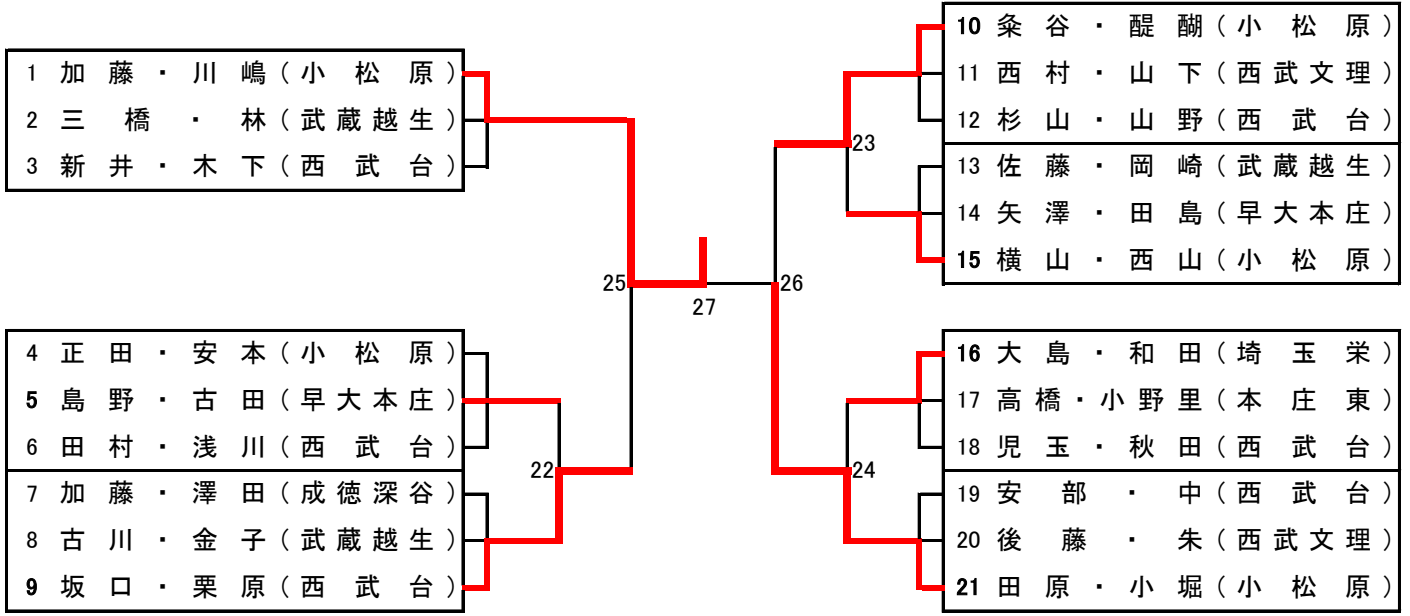 1 加藤・川嶋(小松原)
2 三橋・林(武蔵越生)
3 新井・木下(西武台)
4 正田・安本(小松原)
5 島野・古田(早大本庄)
6 田村・浅川(西武台)
7 加藤・澤田(成徳深谷)
8 古川・金子(武蔵越生)
9 坂口・栗原(西武台)
22
25
27
26
23
24
10 粂谷・醍醐(小松原)
11 西村・山下(西武文理)
12 杉山・山野(西武台)
13 佐藤・岡崎(武蔵越生)
14 矢澤・田島(早大本庄)
15 横山・西山(小松原)
16 大島・和田(埼玉栄)
17 高橋・小野里(本庄東)
18 児玉・秋田(西武台)
19 安部・中(西武台)
20 後藤・朱(西武文理)
21 田原・小堀(小松原)